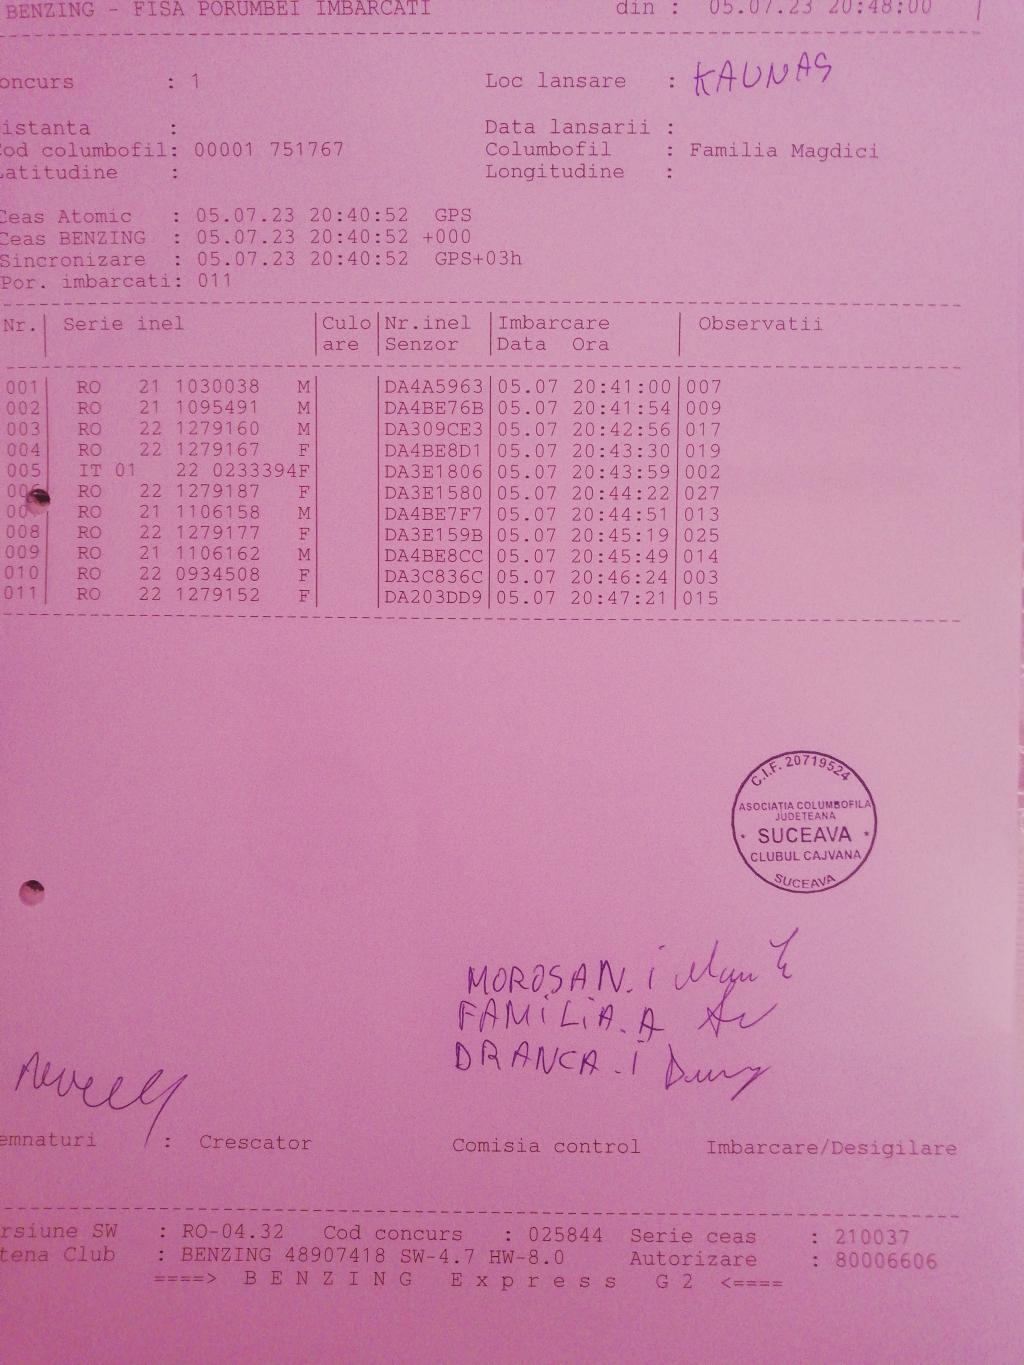 BENZING - FISA PORUMBEI IMBARCATI din : 05.07.23 20:48:00
oncurs : 1 Loc lansare : KAUNAS
istanta : Data lansarii :
od columbofil: 00001 751767 Columbofil : Familia Magdici
atitudine : Longitudine :
Ceas Atomic : 05.07.23 20:40:52 GPS
Ceas BENZING : 05.07.23 20:40:52 +000
Sincronizare : 05.07.23 20:40:52 GPS+03h
Por. imbarcati: 011
Nr. Serie inel Culo Nr.inel Imbarcare Observatii
are Senzor Data Ora
001 RO 21 1030038 M DA4A5963 05.07 20:41:00 007
002 RO 21 1095491 M DA4BE76B 05.07 20:41:54 009
003 RO 22 1279160 M DA309CE3 05.07 20:42:56 017
004 RO 22 1279167 F DA4BE8D1 05.07 20:43:30 019
005 IT 01 22 0233394F DA3E1806 05.07 20:43:59 002
006 RO 22 1279187 F DA3E1580 05.07 20:44:22 027
00 RO 21 1106158 M DA4BE7F7 05.07 20:44:51 013
008 RO 22 1279177 F DA3E159B 05.07 20:45:19 025
009 RO 21 1106162 M DA4BE8CC 05.07 20:45:49 014
010 RO 22 0934508 F DA3C836C 05.07 20:46:24 003
011 RO 22 1279152 F DA203DD9 05.07 20:47:21 015
C.I.F. 20719524
ASOCIATIA COLUMBOFILA
JUDETEANA
SUCEAVA
CLUBUL CAJVANA
SUCEAVA
MOROSAN. i
FAMiLiA. A
DRANCA. i
emnaturi : Crescator Comisia control Imbarcare/Desigilare
rsiune SW : RO-04.32 Cod concurs : 025844 Serie ceas : 210037
tena Club : BENZING 48907418 SW-4.7 HW-8.0 Autorizare : 80006606
====> B E N Z I N G E x p r e s s G 2 <====